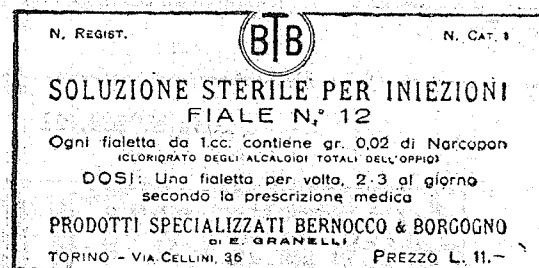 N. REGIST.
BTB
N. CAT.
SOLUZIONE STERILE PER INIEZIONI
FIALE N.° 12
Ogni fialetta da 1.cc. contiene gr. 0,02 di Narcopon
(CLORIDRATO DEGLI ALCALOIDI TOTALI DELL'OPPIO)
DOSI: Una fialetta per volta, 2-3 al giorno
secondo la prescrizione medica
PRODOTTI SPECIALIZZATI BERNOCCO & BORGOGNO
DI E. GRANELLI
TORINO - VIA CELLINI, 36
PREZZO L. 11.-